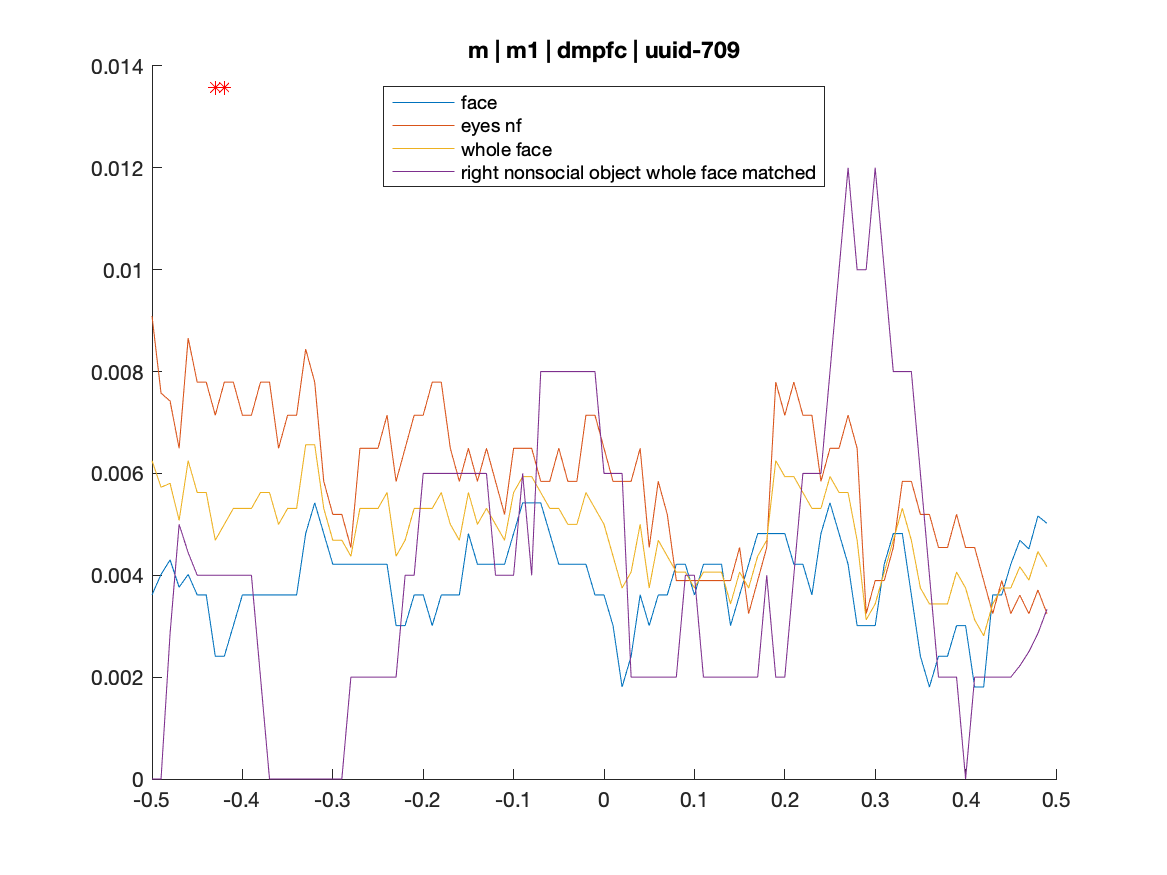 m | m1 | dmpfc | uuid-709
0.014
face
eyes nf
whole face
right nonsocial object whole face matched
0.012
0.01
0.008
0.006
0.004
0.002
0
-0.5 -0.4 -0.3 -0.2 -0.1 0 0.1 0.2 0.3 0.4 0.5